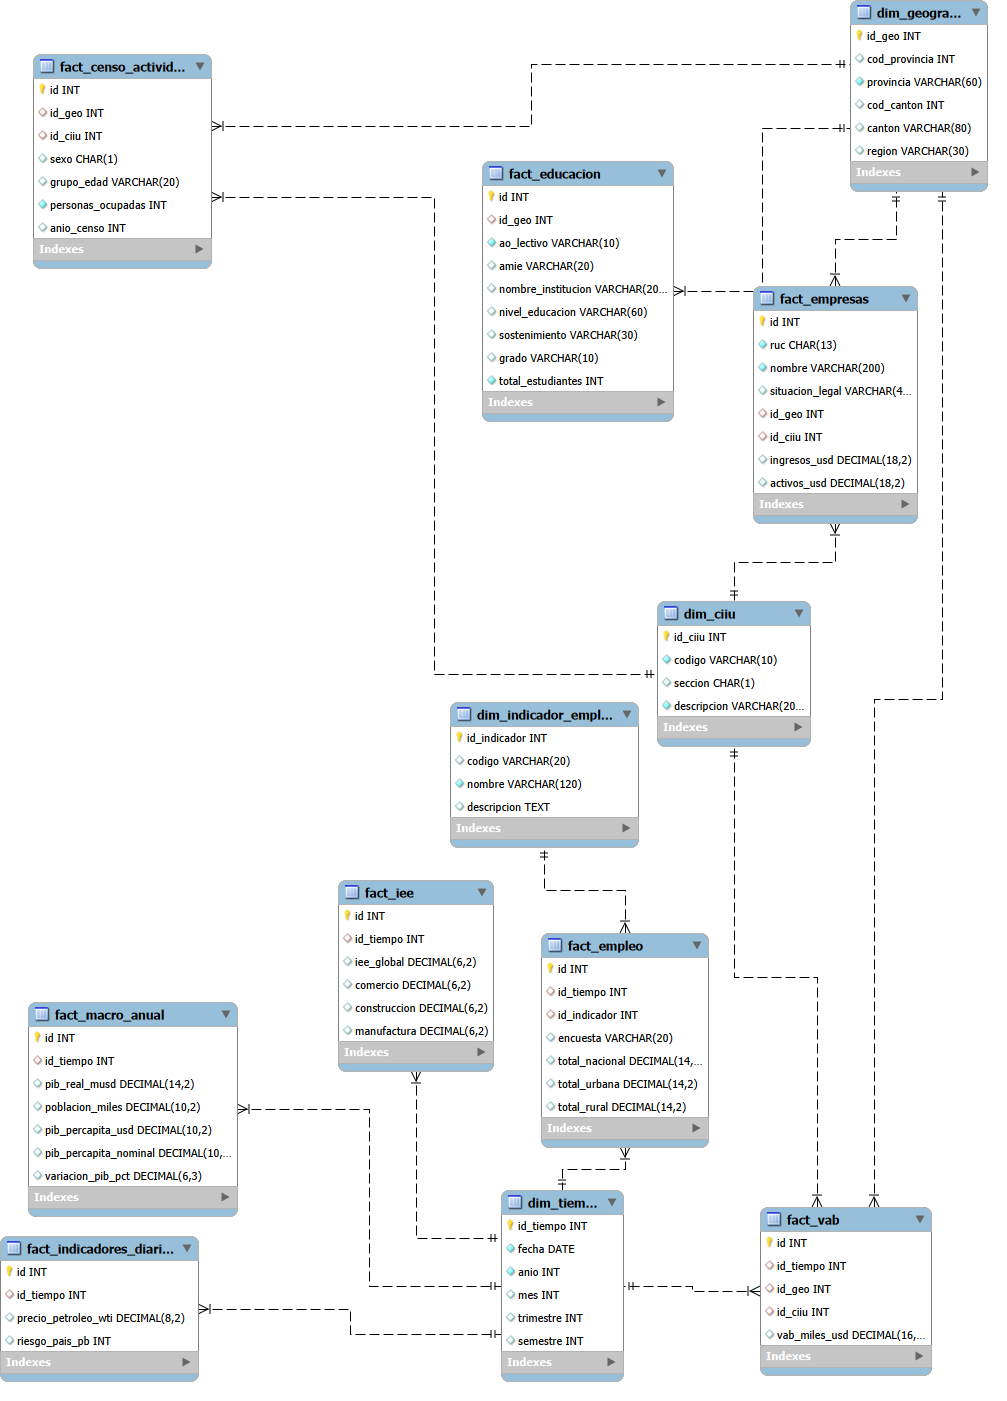 dim_geogra...
id_geo INT
cod_provincia INT
provincia VARCHAR(60)
cod_canton INT
canton VARCHAR(80)
region VARCHAR(30)
Indexes
fact_censo_activid...
id INT
id_geo INT
id_ciiu INT
sexo CHAR(1)
grupo_edad VARCHAR(20)
personas_ocupadas INT
anio_censo INT
Indexes
fact_educacion
id INT
id_geo INT
ao_lectivo VARCHAR(10)
amie VARCHAR(20)
nombre_institucion VARCHAR(20...
nivel_educacion VARCHAR(60)
sostenimiento VARCHAR(30)
grado VARCHAR(10)
total_estudiantes INT
Indexes
fact_empresas
id INT
ruc CHAR(13)
nombre VARCHAR(200)
situacion_legal VARCHAR(4...
id_geo INT
id_ciiu INT
ingresos_usd DECIMAL(18,2)
activos_usd DECIMAL(18,2)
Indexes
dim_ciiu
id_ciiu INT
codigo VARCHAR(10)
seccion CHAR(1)
descripcion VARCHAR(20...
Indexes
dim_indicador_empl...
id_indicador INT
codigo VARCHAR(20)
nombre VARCHAR(120)
descripcion TEXT
Indexes
fact_iee
id INT
id_tiempo INT
iee_global DECIMAL(6,2)
comercio DECIMAL(6,2)
construccion DECIMAL(6,2)
manufactura DECIMAL(6,2)
Indexes
fact_empleo
id INT
id_tiempo INT
id_indicador INT
encuesta VARCHAR(20)
total_nacional DECIMAL(14,...
total_urbana DECIMAL(14,2)
total_rural DECIMAL(14,2)
Indexes
fact_macro_anual
id INT
id_tiempo INT
pib_real_musd DECIMAL(14,2)
poblacion_miles DECIMAL(10,2)
pib_percapita_usd DECIMAL(10,2)
pib_percapita_nominal DECIMAL(10,...
variacion_pib_pct DECIMAL(6,3)
Indexes
dim_tiem...
id_tiempo INT
fecha DATE
anio INT
mes INT
trimestre INT
semestre INT
Indexes
fact_vab
id INT
id_tiempo INT
id_geo INT
id_ciiu INT
vab_miles_usd DECIMAL(16,...
Indexes
fact_indicadores_diari...
id INT
id_tiempo INT
precio_petroleo_wti DECIMAL(8,2)
riesgo_pais_pb INT
Indexes